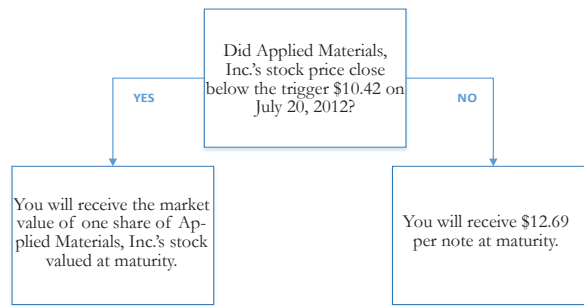 Did Applied Materials,
Inc.'s stock price close
below the trigger $10.42 on
July 20, 2012?
YES
NO
You will receive the market
value of one share of Ap-
plied Materials, Inc.'s stock
valued at maturity.
You will receive $12.69
per note at maturity.